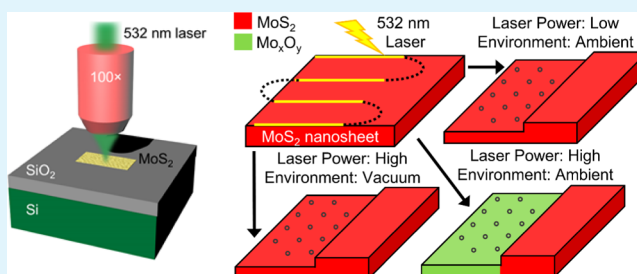 532 nm laser
100×
MoS₂
SiO₂
Si
MoS₂
MoₓOᵧ
532 nm
Laser
MoS₂ nanosheet
Laser Power: Low
Environment: Ambient
Laser Power: High
Environment: Vacuum
Laser Power: High
Environment: Ambient